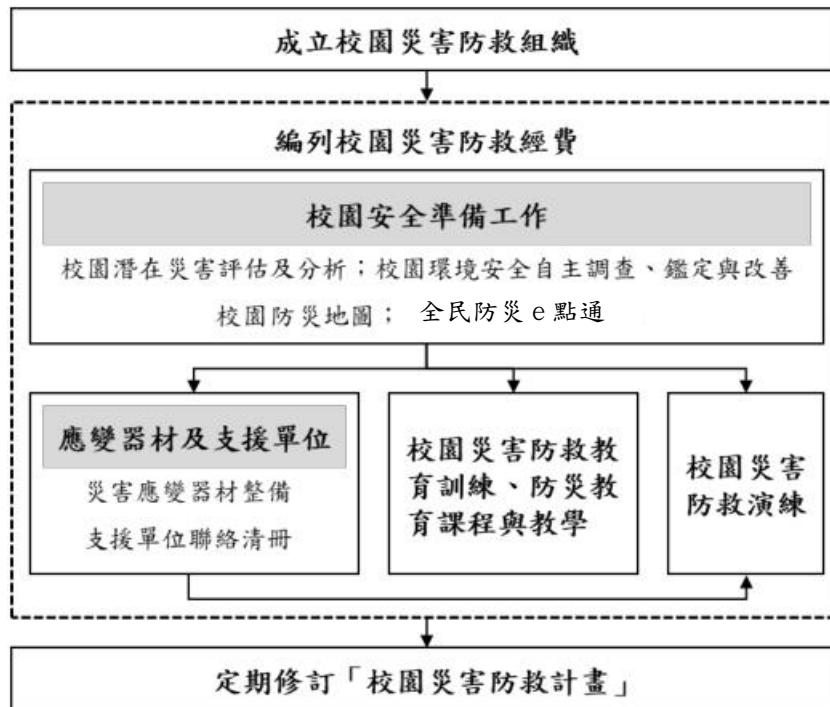 成立校園災害防救組織
編列校園災害防救經費
校園安全準備工作
校園潛在災害評估及分析；校園環境安全自主調查、鑑定與改善
校園防災地圖； 全民防災 e 點通
應變器材及支援單位
災害應變器材整備
支援單位聯絡清冊
校園災害防救教
育訓練、防災教
育課程與教學
校園災害
防救演練
定期修訂「校園災害防救計畫」